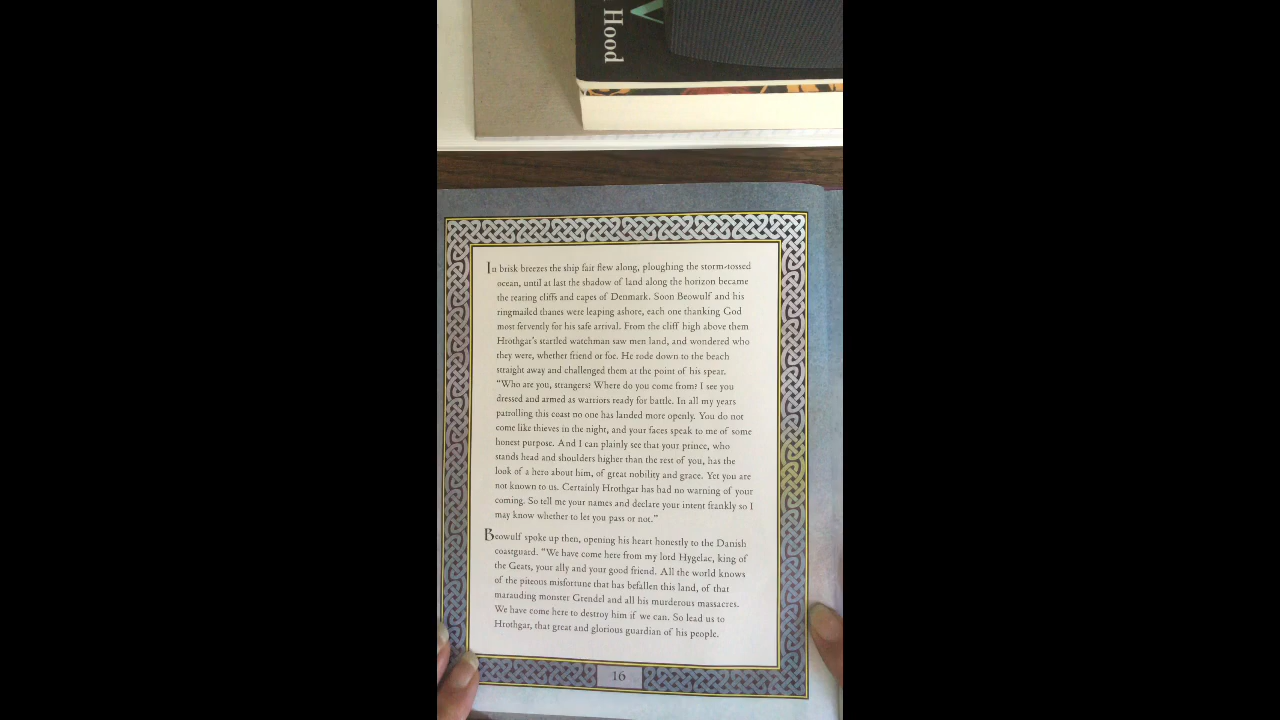 Hood
In brisk breezes the ship fair flew along, ploughing the storm-tossed
ocean, until at last the shadow of land along the horizon became
the rearing cliffs and capes of Denmark. Soon Beowulf and his
ringmailed thanes were leaping ashore, each one thanking God
most fervently for his safe arrival. From the cliff high above them
Hrothgar's startled watchman saw men land, and wondered who
they were, whether friend or foe. He rode down to the beach
straight away and challenged them at the point of his spear.
"Who are you, strangers? Where do you come from? I see you
dressed and armed as warriors ready for battle. In all my years
patrolling this coast no one has landed more openly. You do not
come like thieves in the night, and your faces speak to me of some
honest purpose. And I can plainly see that your prince, who
stands head and shoulders higher than the rest of you, has the
look of a hero about him, of great nobility and grace. Yet you are
not known to us. Certainly Hrothgar has had no warning of your
coming. So tell me your names and declare your intent frankly so I
may know whether to let you pass or not."
Beowulf spoke up then, opening his heart honestly to the Danish
coastguard. "We have come here from my lord Hygelac, king of
the Geats, your ally and your good friend. All the world knows
of the piteous misfortune that has befallen this land, of that
marauding monster Grendel and all his murderous massacres.
We have come here to destroy him if we can. So lead us to
Hrothgar, that great and glorious guardian of his people.
16